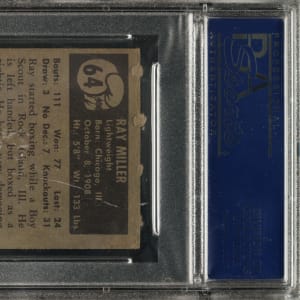 64
RAY MILLER
Lightweight
Born: Chicago, Ill.
October 8, 1908
Ht.: 5'8" Wt.: 133 Lbs.
Bouts: 111 Won: 77 Lost: 24
Draw: 3 No Dec.: 7 Knockouts: 31
Ray started boxing while a Boy
Scout in Rock Island, Ill. He
is left handed, but boxed as a
PSA